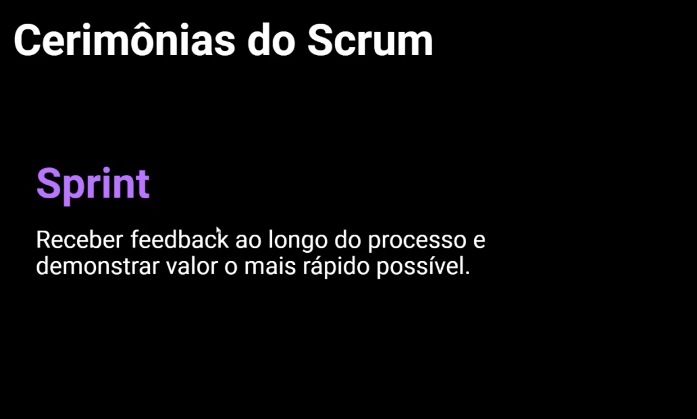 Cerimônias do Scrum
Sprint
Receber feedback ao longo do processo e
demonstrar valor o mais rápido possível.